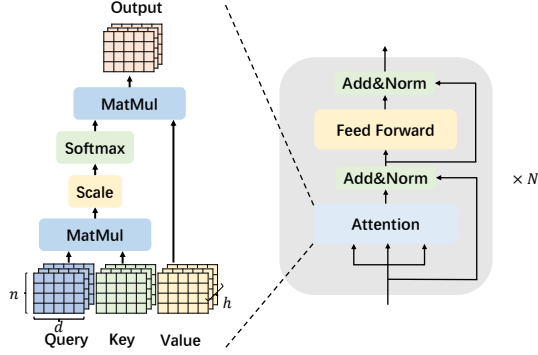 Output
MatMul
Softmax
Scale
MatMul
n
d
h
Query Key Value
Add&Norm
Feed Forward
Add&Norm
Attention
× N